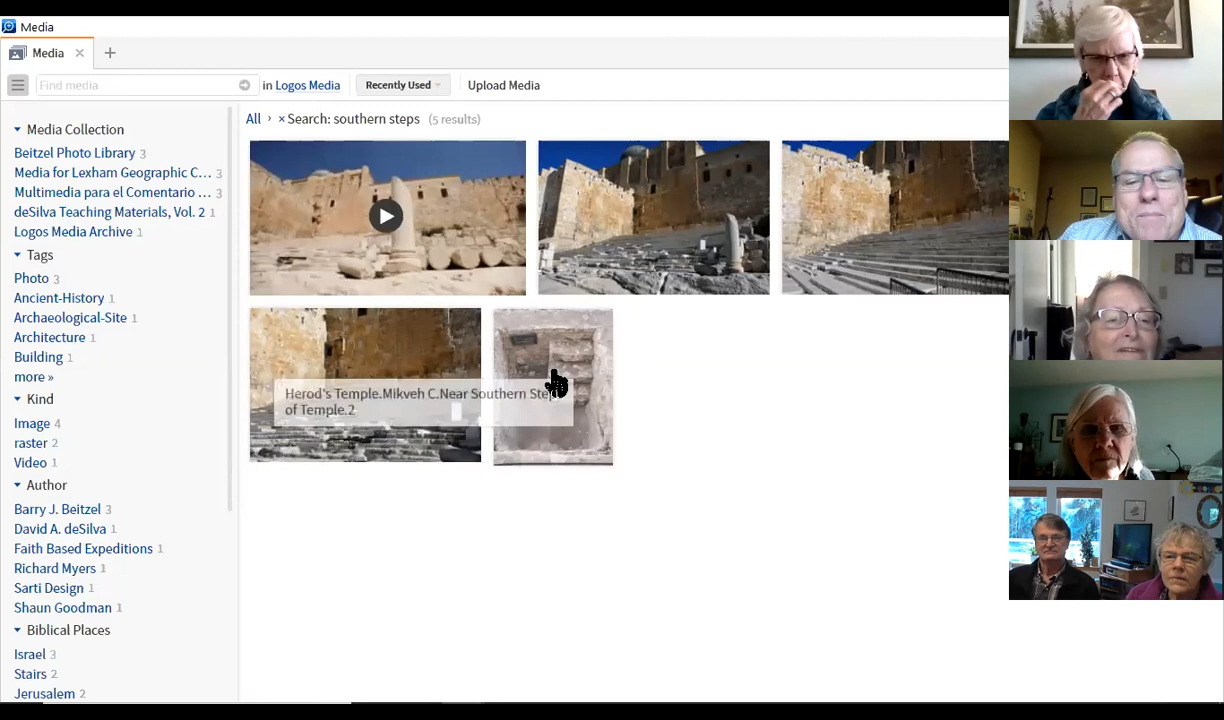 Media
Media
Find media
in Logos Media
Recently Used
Upload Media
All › × Search: southern steps (5 results)
Media Collection
Beitzel Photo Library 3
Media for Lexham Geographic C... 3
Multimedia para el Comentario ... 3
deSilva Teaching Materials, Vol. 2 1
Logos Media Archive 1
Tags
Photo 3
Ancient-History 1
Archaeological-Site 1
Architecture 1
Building 1
more »
Kind
Image 4
raster 2
Video 1
Author
Barry J. Beitzel 3
David A. deSilva 1
Faith Based Expeditions 1
Richard Myers 1
Sarti Design 1
Shaun Goodman 1
Biblical Places
Israel 3
Stairs 2
Jerusalem 2
Herod's Temple.Mikveh C.Near Southern Steps
of Temple.2